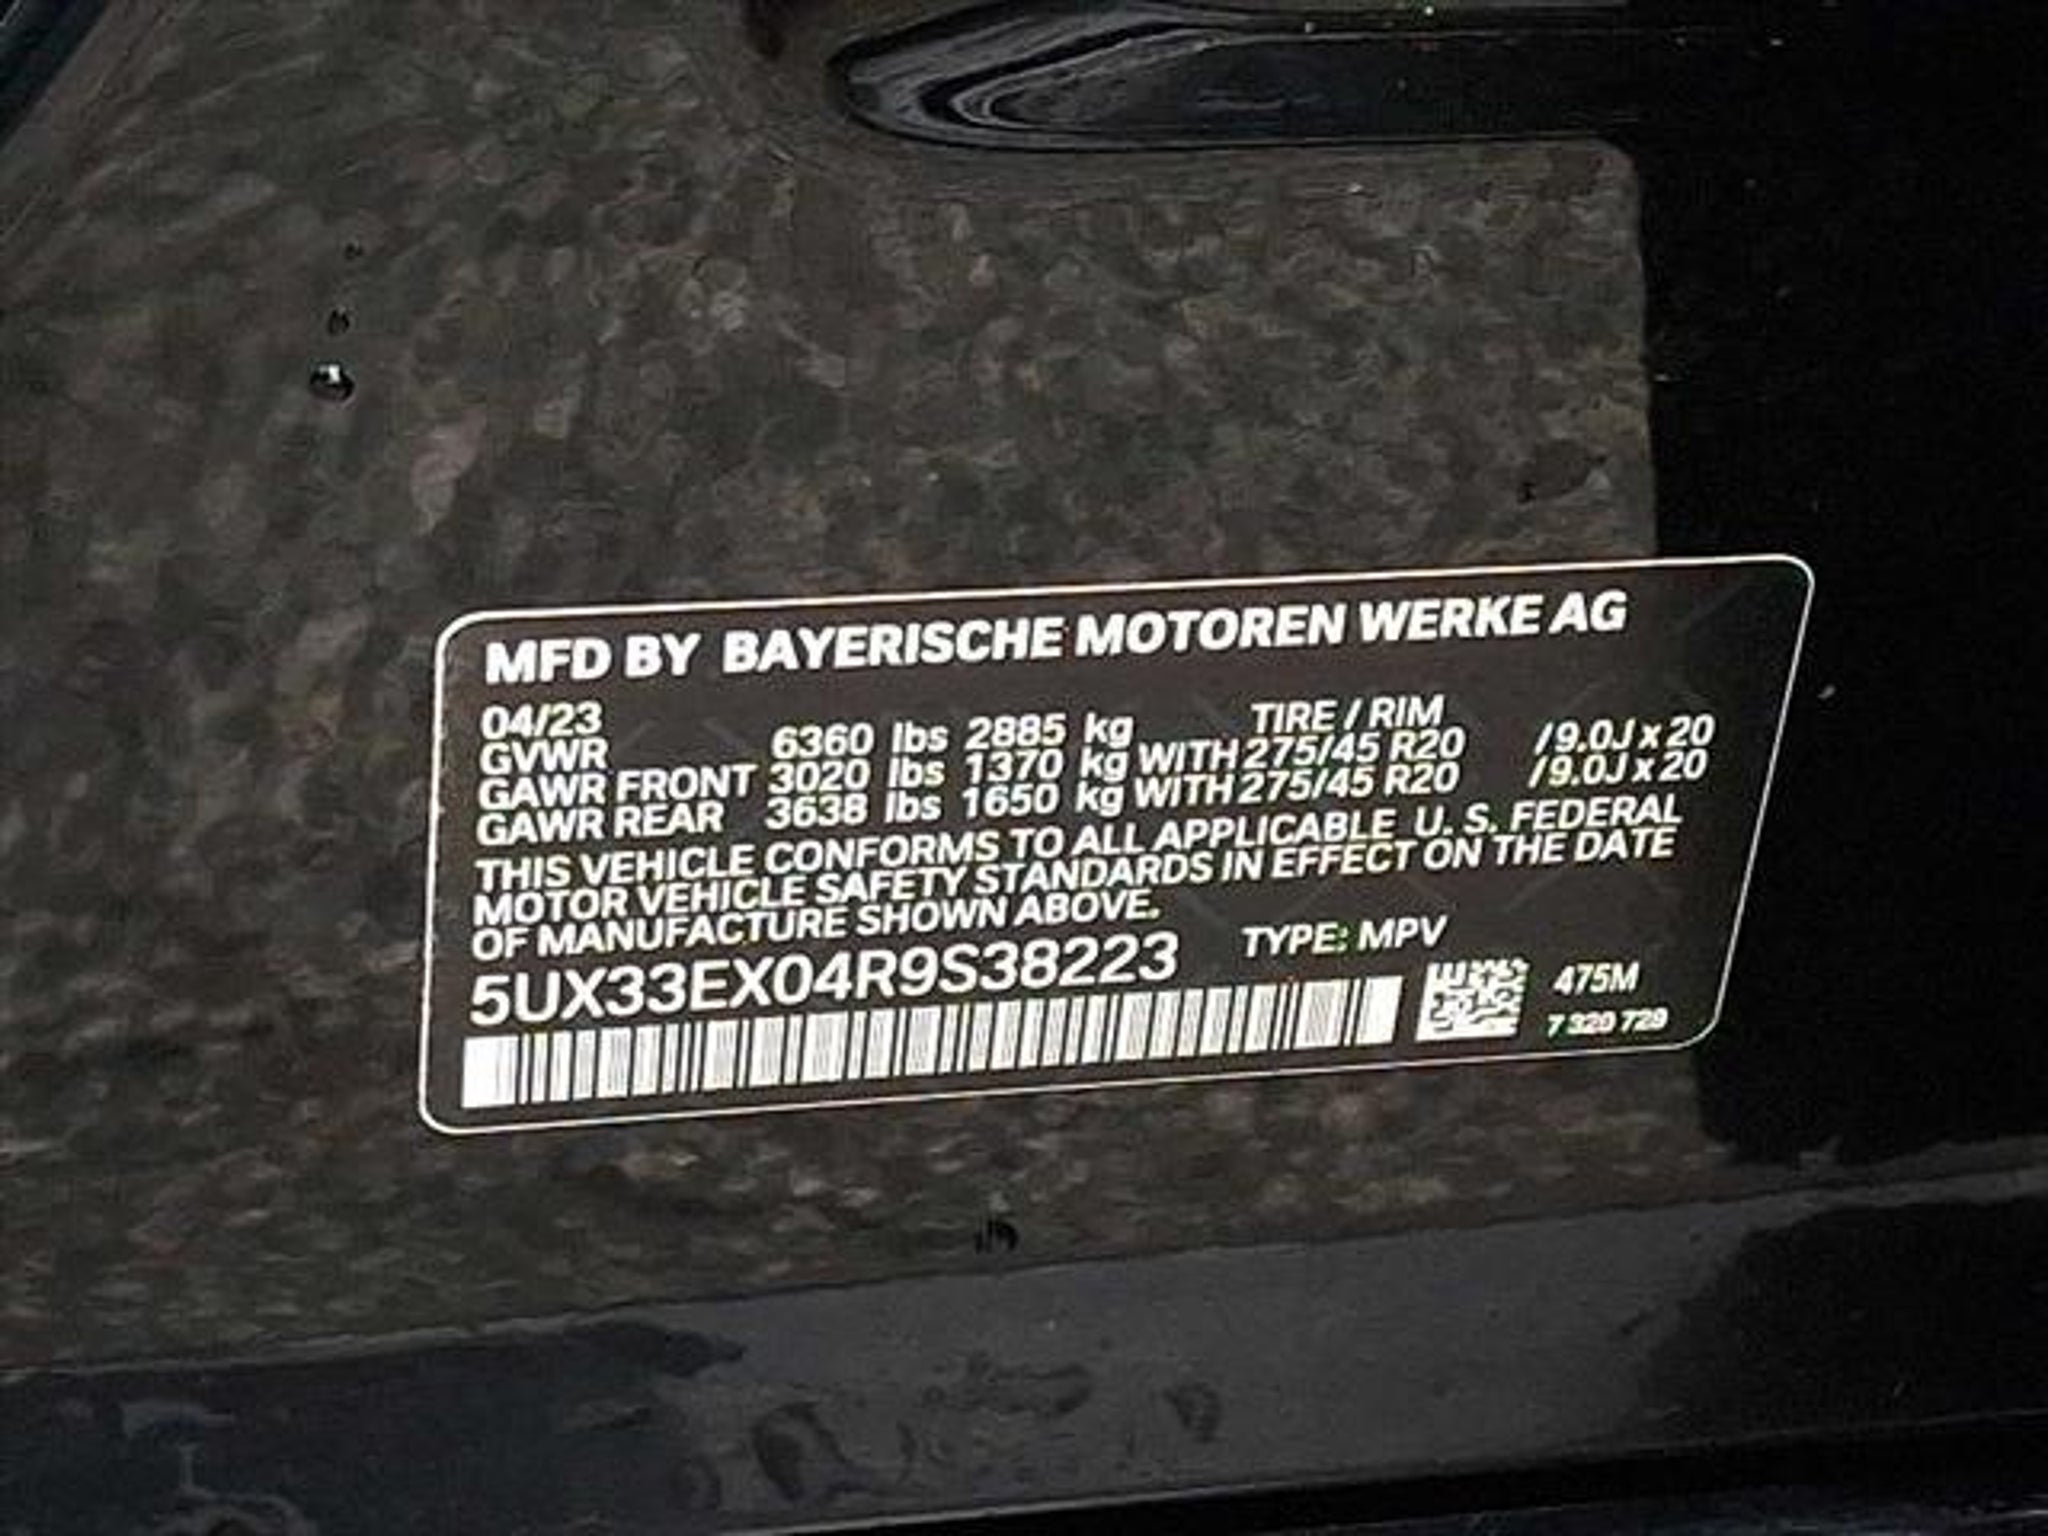 MFD BY BAYERISCHE MOTOREN WERKE AG
04/23 TIRE / RIM
GVWR 6360 lbs 2885 kg
GAWR FRONT 3020 lbs 1370 kg WITH 275/45 R20 / 9.0J x 20
GAWR REAR 3638 lbs 1650 kg WITH 275/45 R20 / 9.0J x 20
THIS VEHICLE CONFORMS TO ALL APPLICABLE U. S. FEDERAL
MOTOR VEHICLE SAFETY STANDARDS IN EFFECT ON THE DATE
OF MANUFACTURE SHOWN ABOVE.
5UX33EX04R9S38223 TYPE: MPV
475M
7 320 729